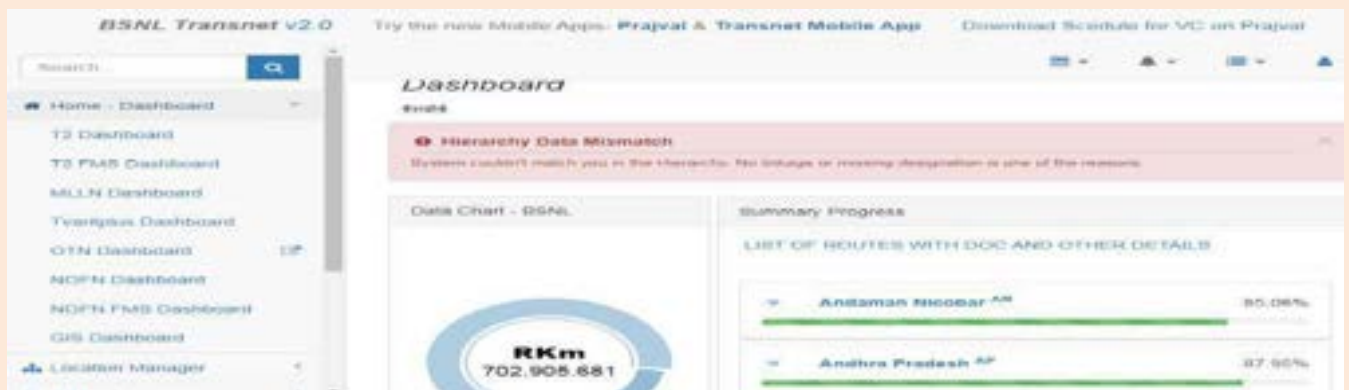 BSNL Transnet v2.0
Try the new Mobile Apps- Prajval & Transnet Mobile App
Download Scedule for VC on Prajval
Search...
Home - Dashboard
T2 Dashboard
T3 FMS Dashboard
MLLN Dashboard
Tvaritplus Dashboard
OTN Dashboard
NOFN Dashboard
NOFN FMS Dashboard
GIS Dashboard
Location Manager
Dashboard
Hierarchy Data Mismatch
System couldn't match you in the Hierarchy. No linkage or missing designation is one of the reasons
Data Chart - BSNL
RKm
702.905.681
Summary Progress
LIST OF ROUTES WITH DOC AND OTHER DETAILS
Andaman Nicobar AN
85.06%
Andhra Pradesh AP